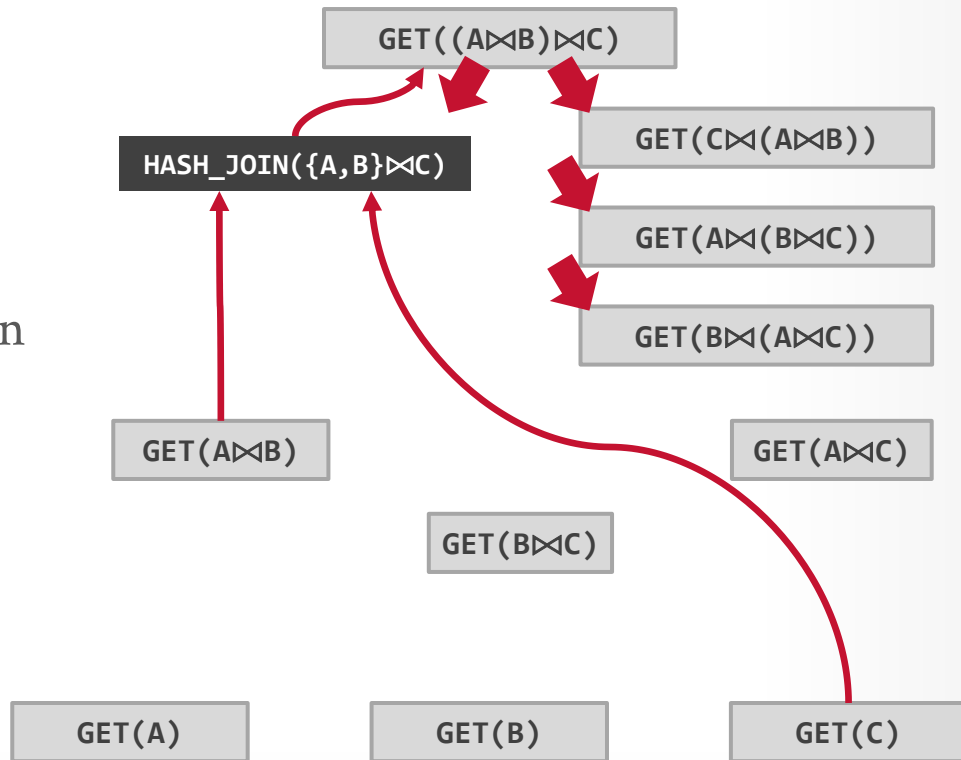 GET((A⋈B)⋈C)
GET(C⋈(A⋈B))
HASH_JOIN({A,B}⋈C)
GET(A⋈(B⋈C))
n
GET(B⋈(A⋈C))
GET(A⋈B)
GET(A⋈C)
GET(B⋈C)
GET(A)
GET(B)
GET(C)